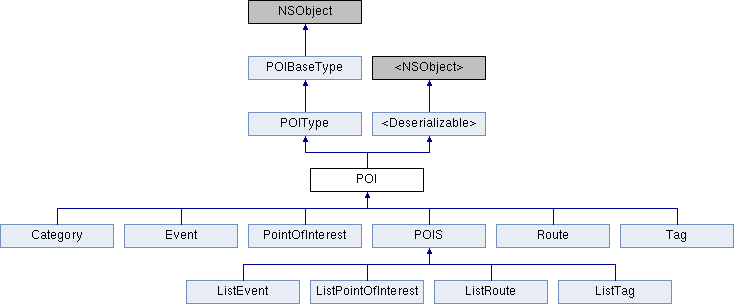 NSObject
POIBaseType
<NSObject>
POIType
<Deserializable>
POI
Category
Event
PointOfInterest
POIS
Route
Tag
ListEvent
ListPointOfInterest
ListRoute
ListTag